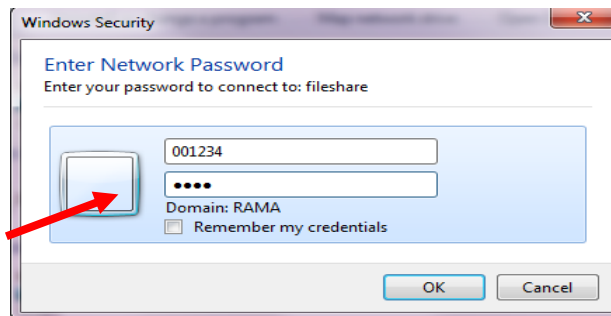 Windows Security
Enter Network Password
Enter your password to connect to: fileshare
001234
••••
Domain: RAMA
Remember my credentials
OK Cancel